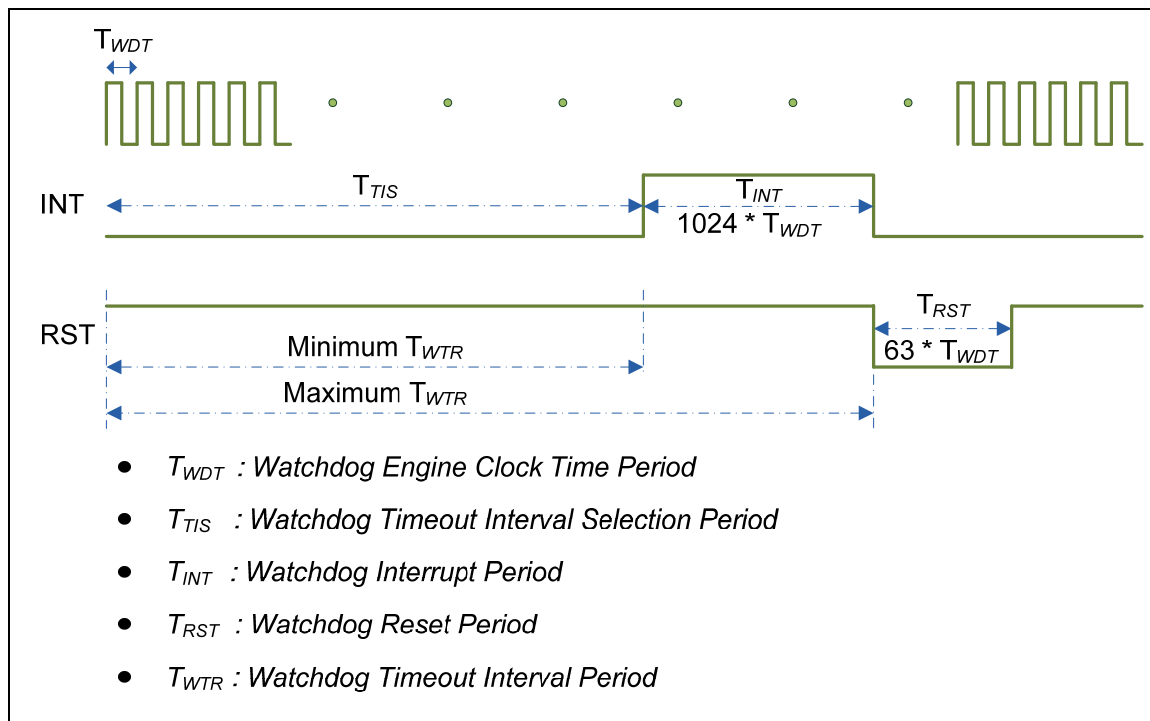 TWDT
INT
TTIS
TINT
1024 * TWDT
RST
TRST
63 * TWDT
Minimum TWTR
Maximum TWTR
• TWDT : Watchdog Engine Clock Time Period
• TTIS : Watchdog Timeout Interval Selection Period
• TINT : Watchdog Interrupt Period
• TRST : Watchdog Reset Period
• TWTR : Watchdog Timeout Interval Period